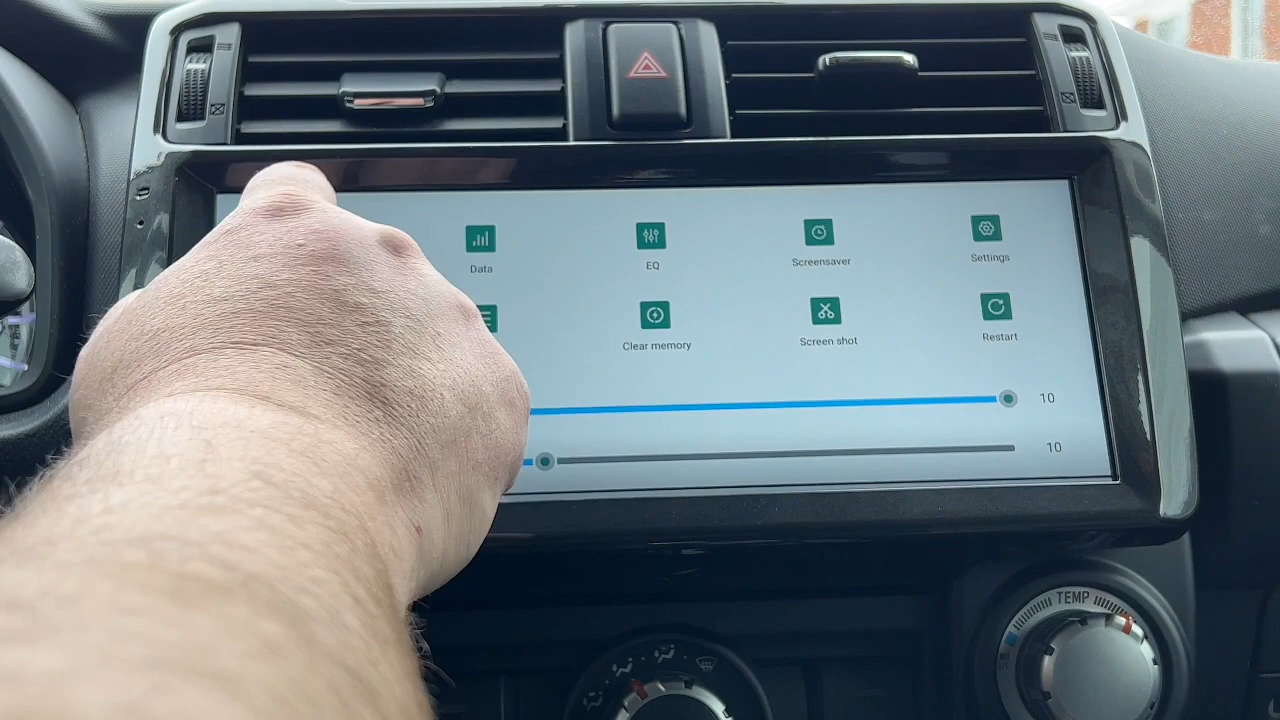 Data
EQ
Screensaver
Settings
Clear memory
Screen shot
Restart
10
10
TEMP